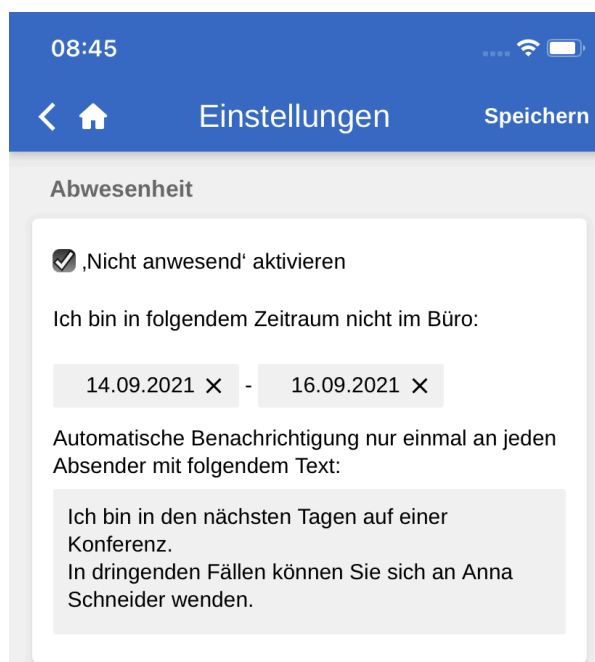 08:45
Einstellungen
Speichern
Abwesenheit
‚Nicht anwesend‘ aktivieren
Ich bin in folgendem Zeitraum nicht im Büro:
14.09.2021 - 16.09.2021
Automatische Benachrichtigung nur einmal an jeden
Absender mit folgendem Text:
Ich bin in den nächsten Tagen auf einer
Konferenz.
In dringenden Fällen können Sie sich an Anna
Schneider wenden.